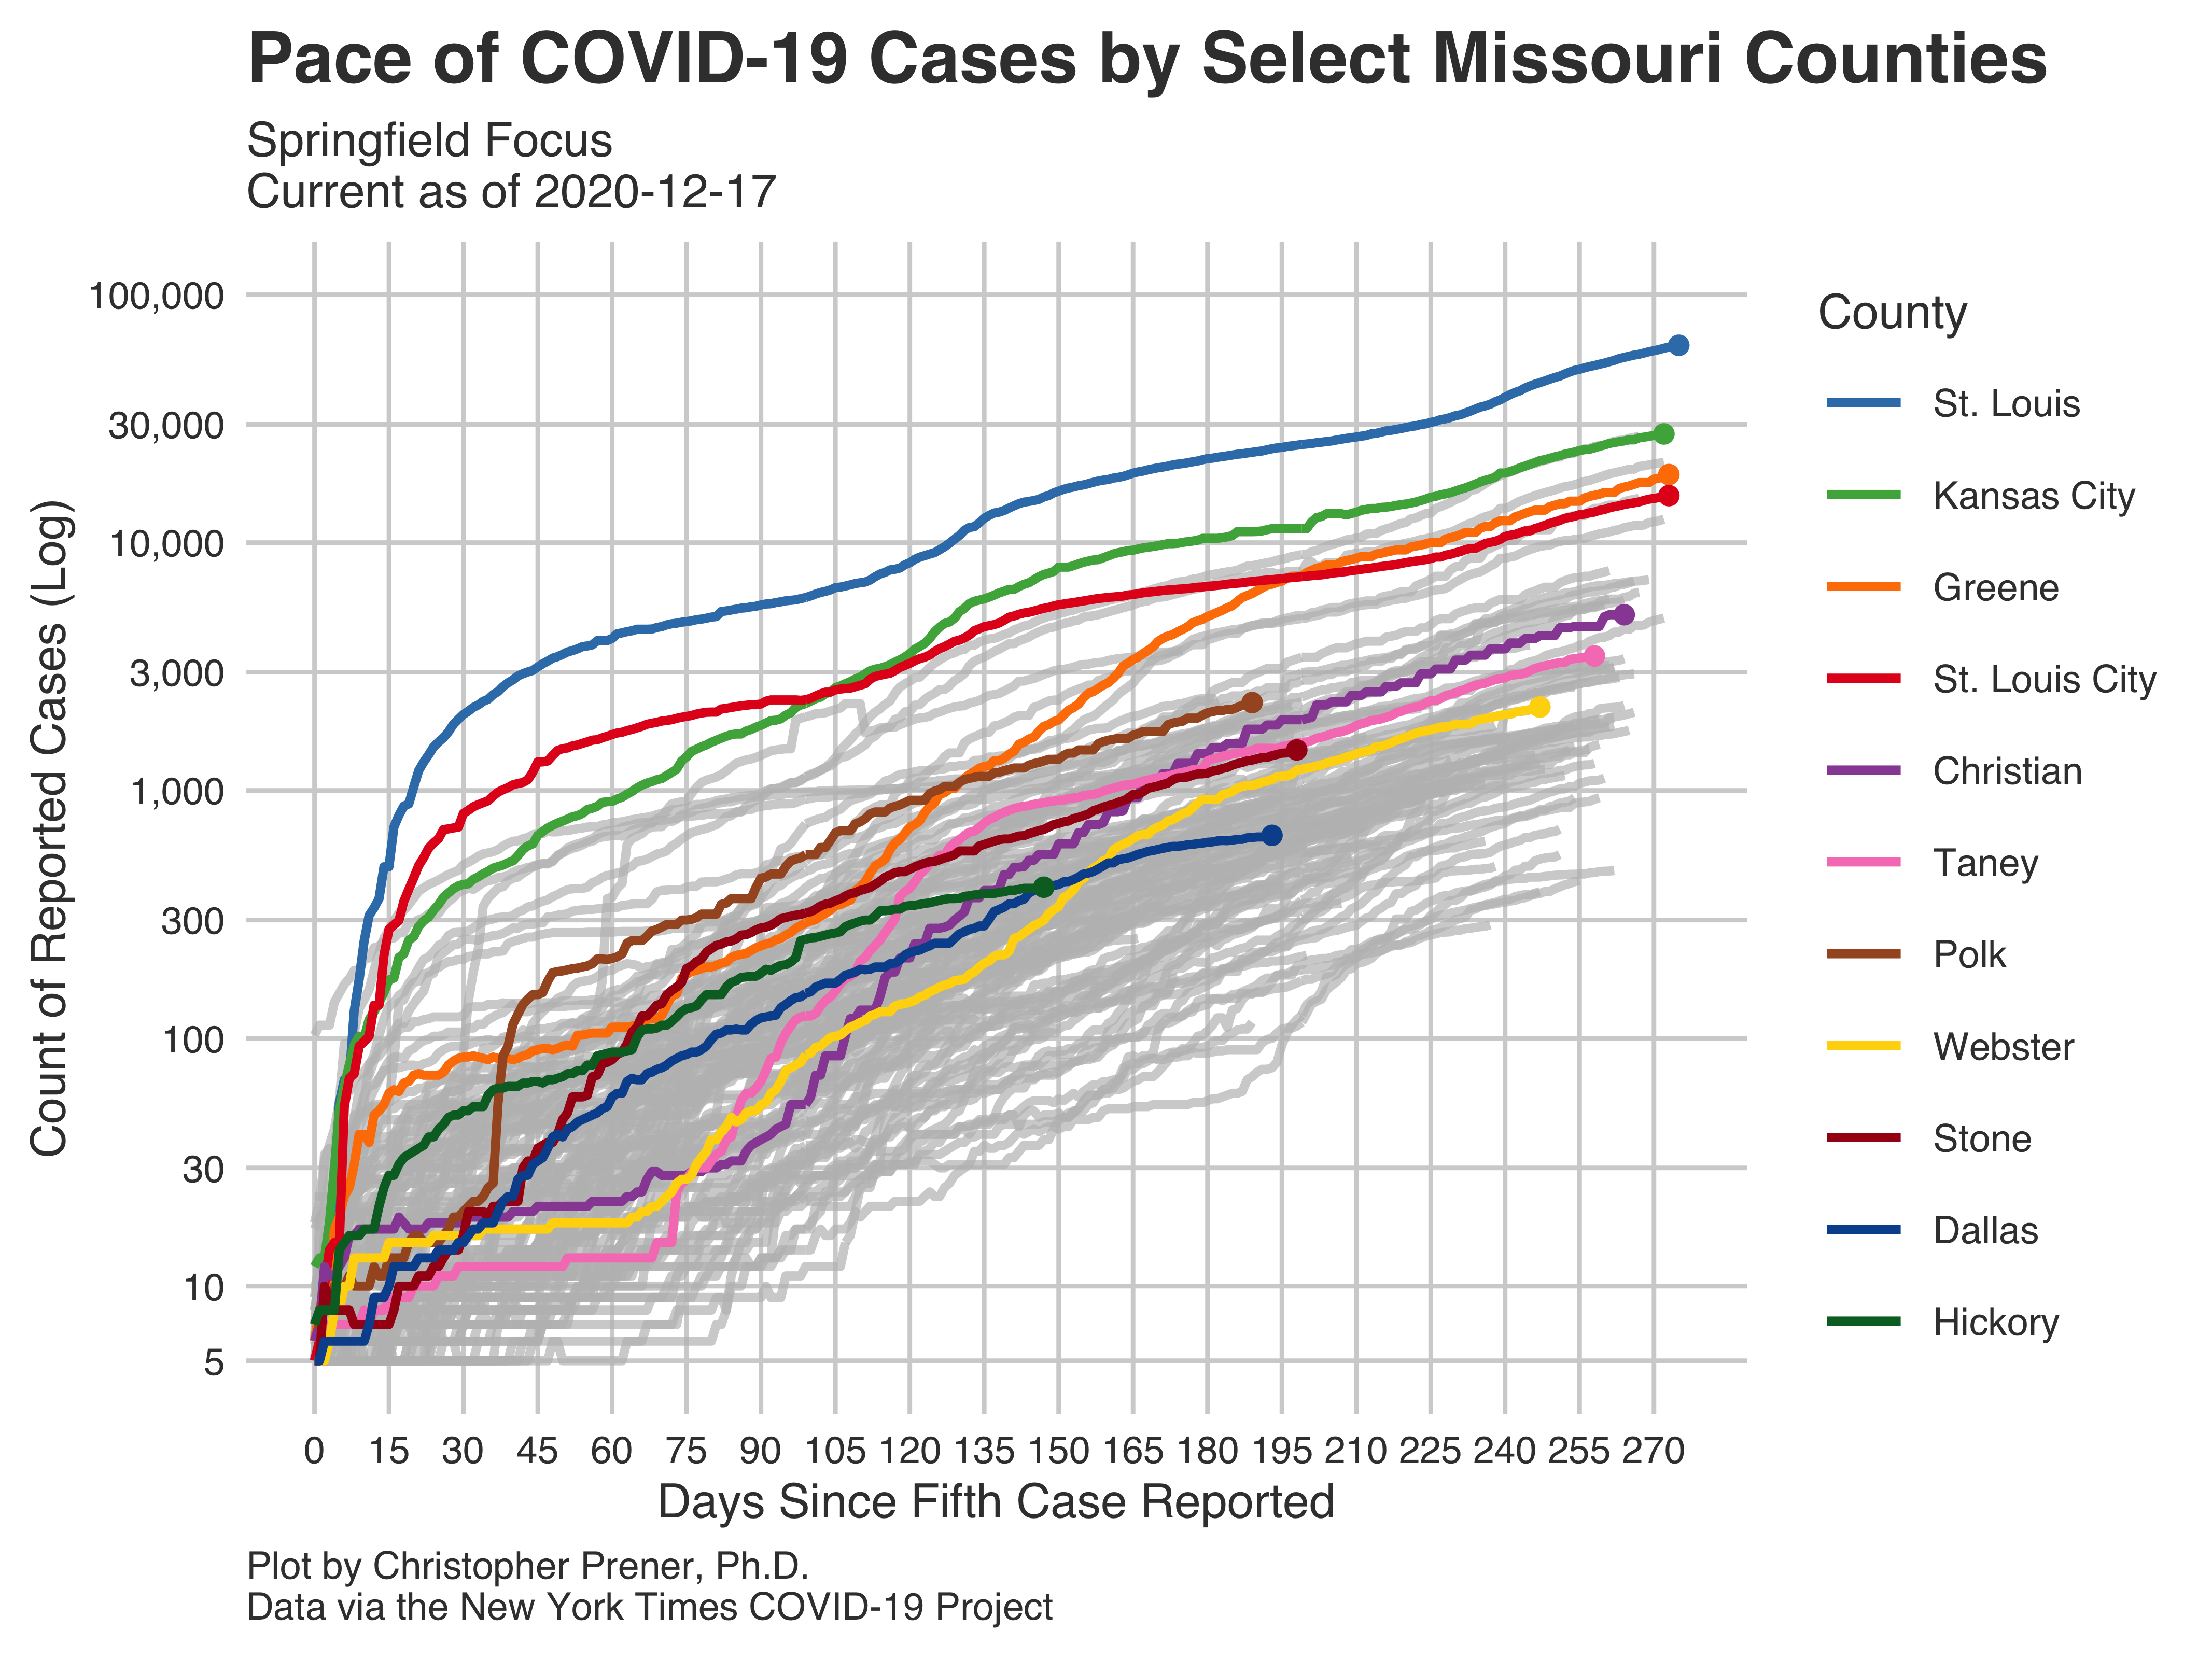 Pace of COVID-19 Cases by Select Missouri Counties
Springfield Focus
Current as of 2020-12-17
Count of Reported Cases (Log)
100,000
30,000
10,000
3,000
1,000
300
100
30
10
5
0 15 30 45 60 75 90 105 120 135 150 165 180 195 210 225 240 255 270
Days Since Fifth Case Reported
County
St. Louis
Kansas City
Greene
St. Louis City
Christian
Taney
Polk
Webster
Stone
Dallas
Hickory
Plot by Christopher Prener, Ph.D.
Data via the New York Times COVID-19 Project